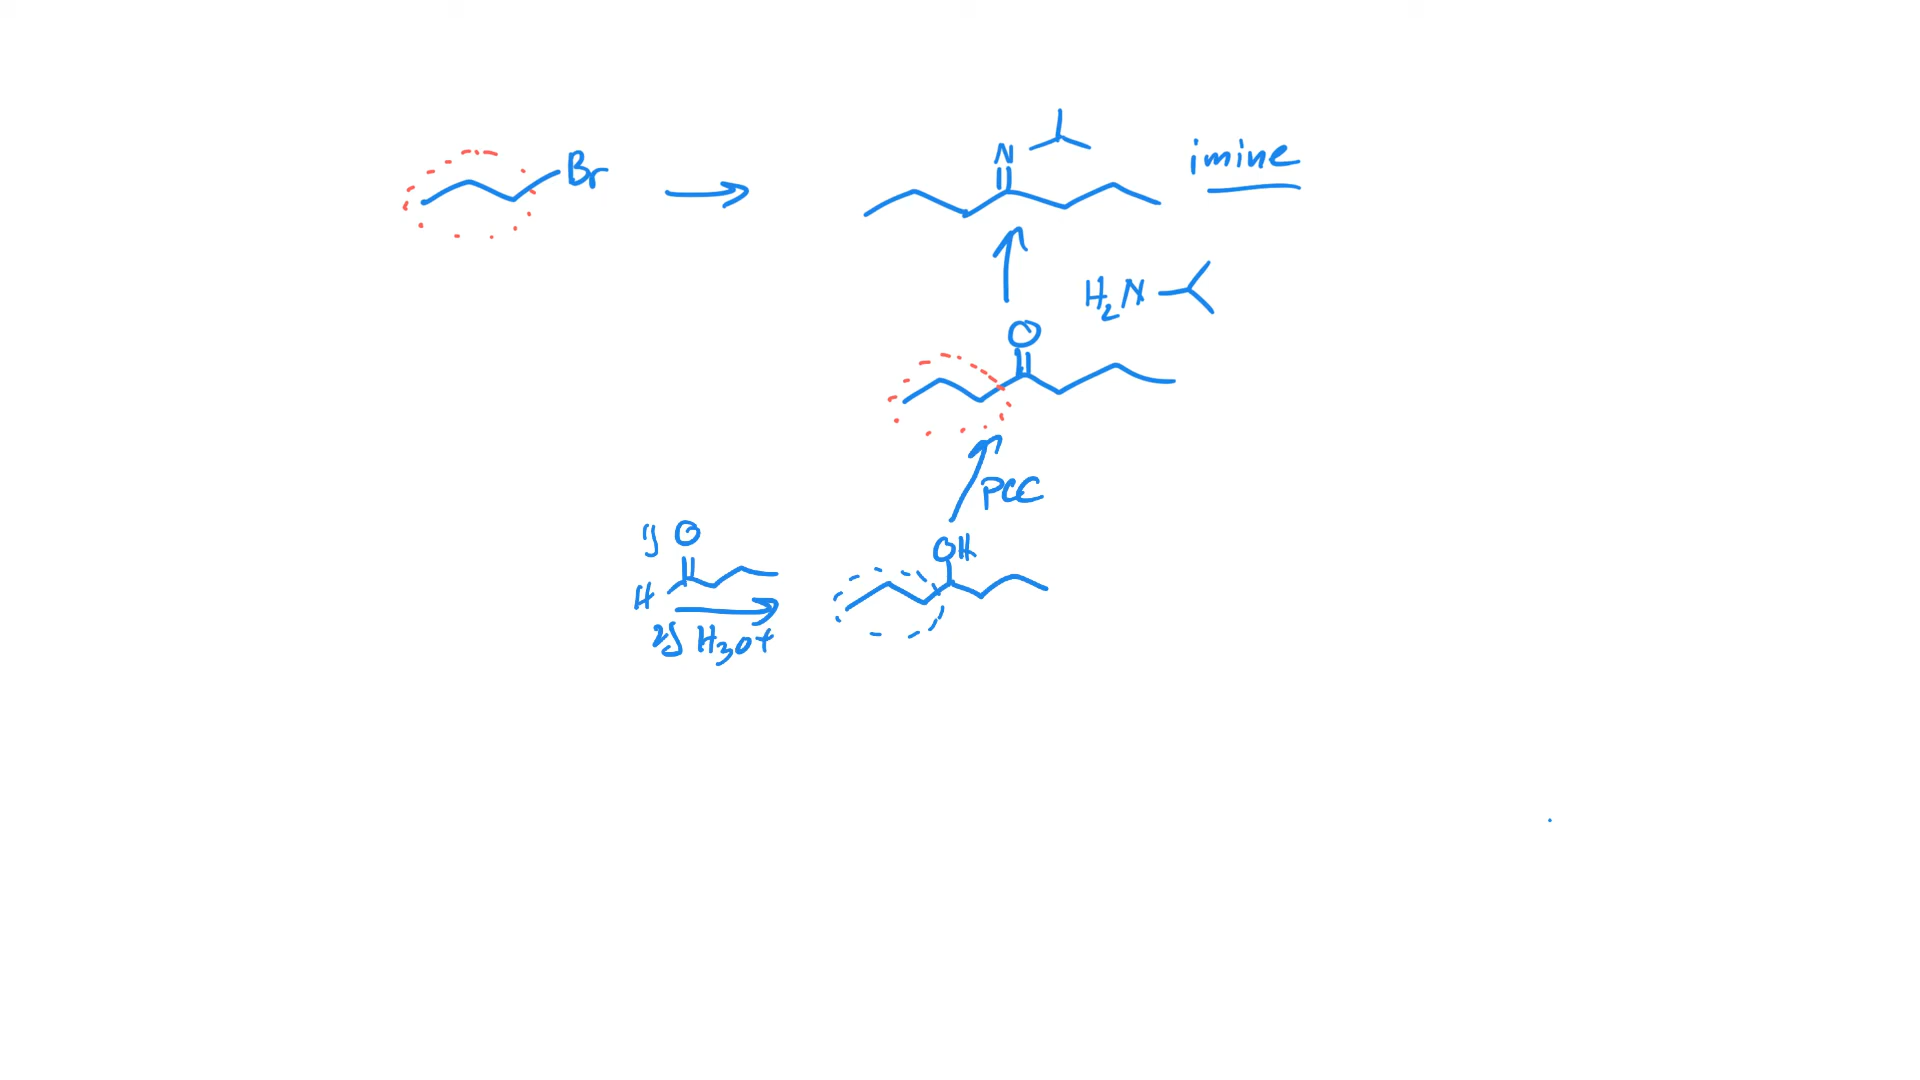 Br
N
imine
H2N
O
PCC
1) O
OH
H
2) H3O+